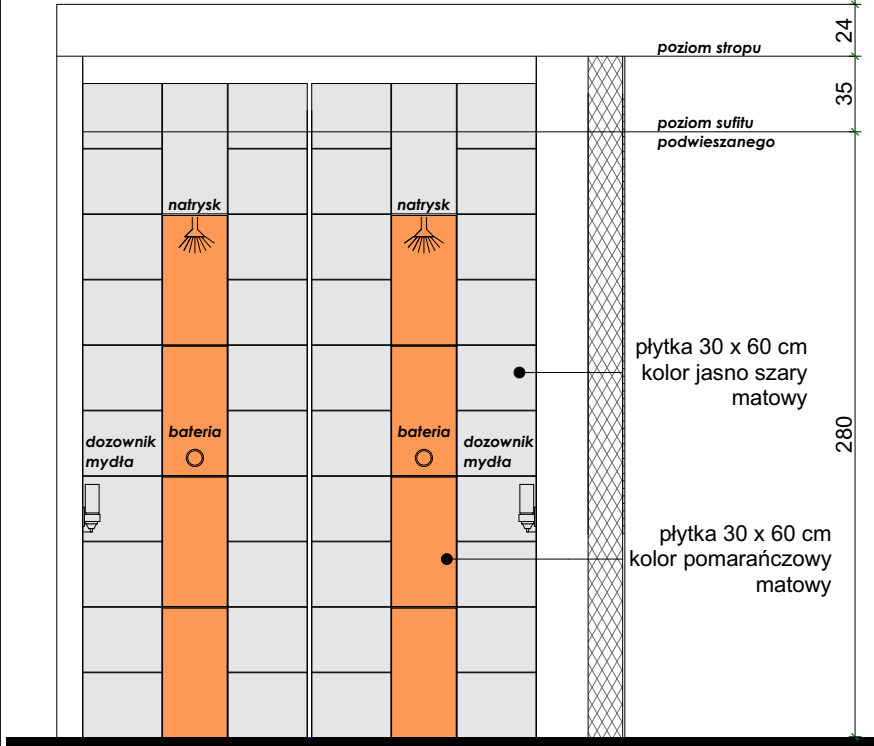 24
poziom stropu
35
poziom sufitu
podwieszanego
natrysk
natrysk
płytka 30 x 60 cm
kolor jasno szary
matowy
280
bateria
bateria
dozownik
mydła
dozownik
mydła
płytka 30 x 60 cm
kolor pomarańczowy
matowy